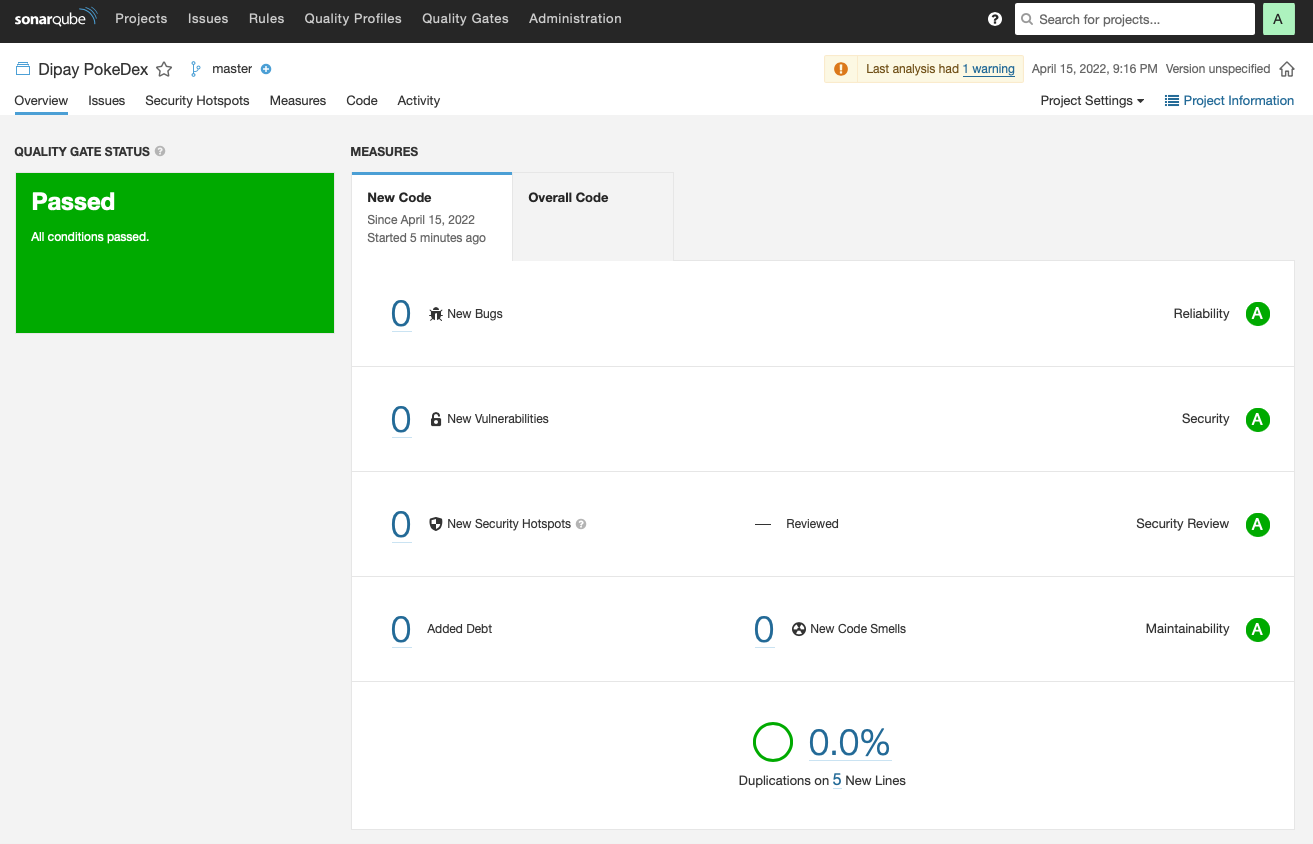 sonarqube Projects Issues Rules Quality Profiles Quality Gates Administration ? Search for projects... A
Dipay PokeDex master Last analysis had 1 warning April 15, 2022, 9:16 PM Version unspecified
Overview Issues Security Hotspots Measures Code Activity Project Settings Project Information
QUALITY GATE STATUS ?
Passed
All conditions passed.
MEASURES
New Code
Since April 15, 2022
Started 5 minutes ago
Overall Code
0 New Bugs Reliability A
0 New Vulnerabilities Security A
0 New Security Hotspots ? — Reviewed Security Review A
0 Added Debt 0 New Code Smells Maintainability A
0.0%
Duplications on 5 New Lines